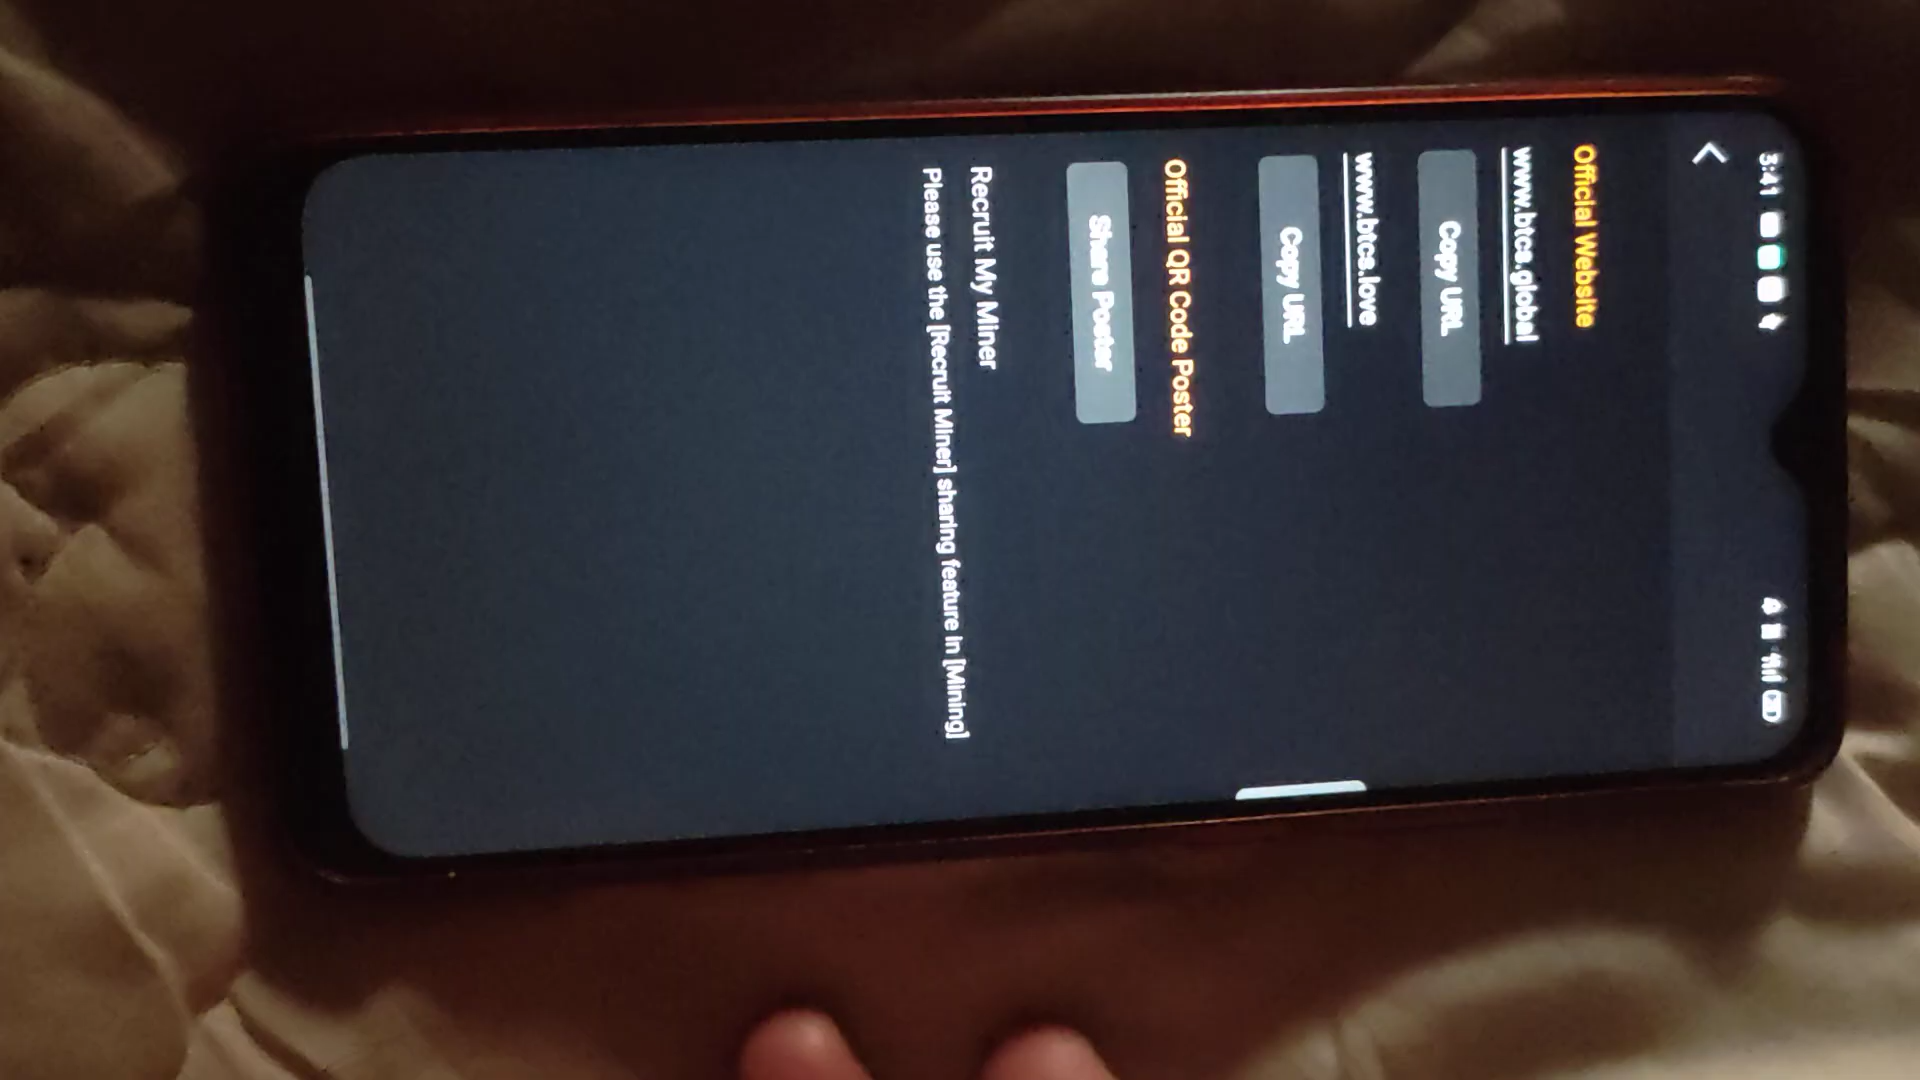 3:41
Official Website
www.btcs.global
Copy URL
www.btcs.love
Copy URL
Official QR Code Poster
Share Poster
Recruit My Miner
Please use the [Recruit Miner] sharing feature in [Mining]